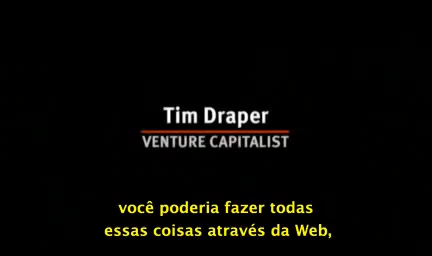 Tim Draper
VENTURE CAPITALIST
você poderia fazer todas
essas coisas através da Web,